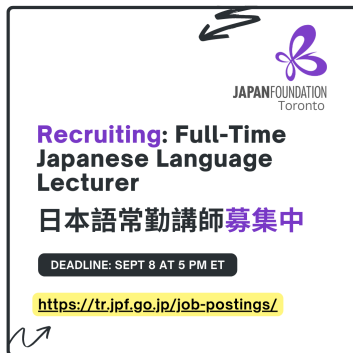 JAPANFOUNDATION
Toronto
Recruiting: Full-Time
Japanese Language
Lecturer
日本語常勤講師募集中
DEADLINE: SEPT 8 AT 5 PM ET
https://tr.jpf.go.jp/job-postings/